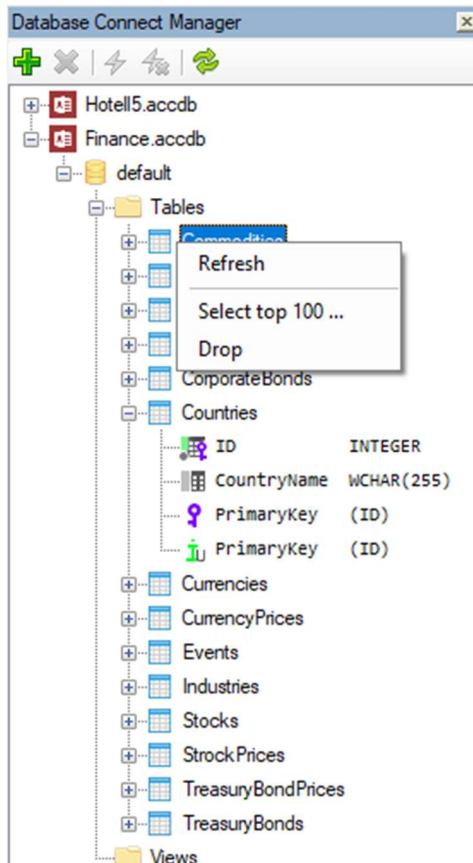 Database Connect Manager
Hotell5.accdb
Finance.accdb
default
Tables
Commodities
Refresh
Select top 100 ...
Drop
CorporateBonds
Countries
ID INTEGER
CountryName WCHAR(255)
PrimaryKey (ID)
PrimaryKey (ID)
Currencies
CurrencyPrices
Events
Industries
Stocks
StrockPrices
TreasuryBondPrices
TreasuryBonds
Views